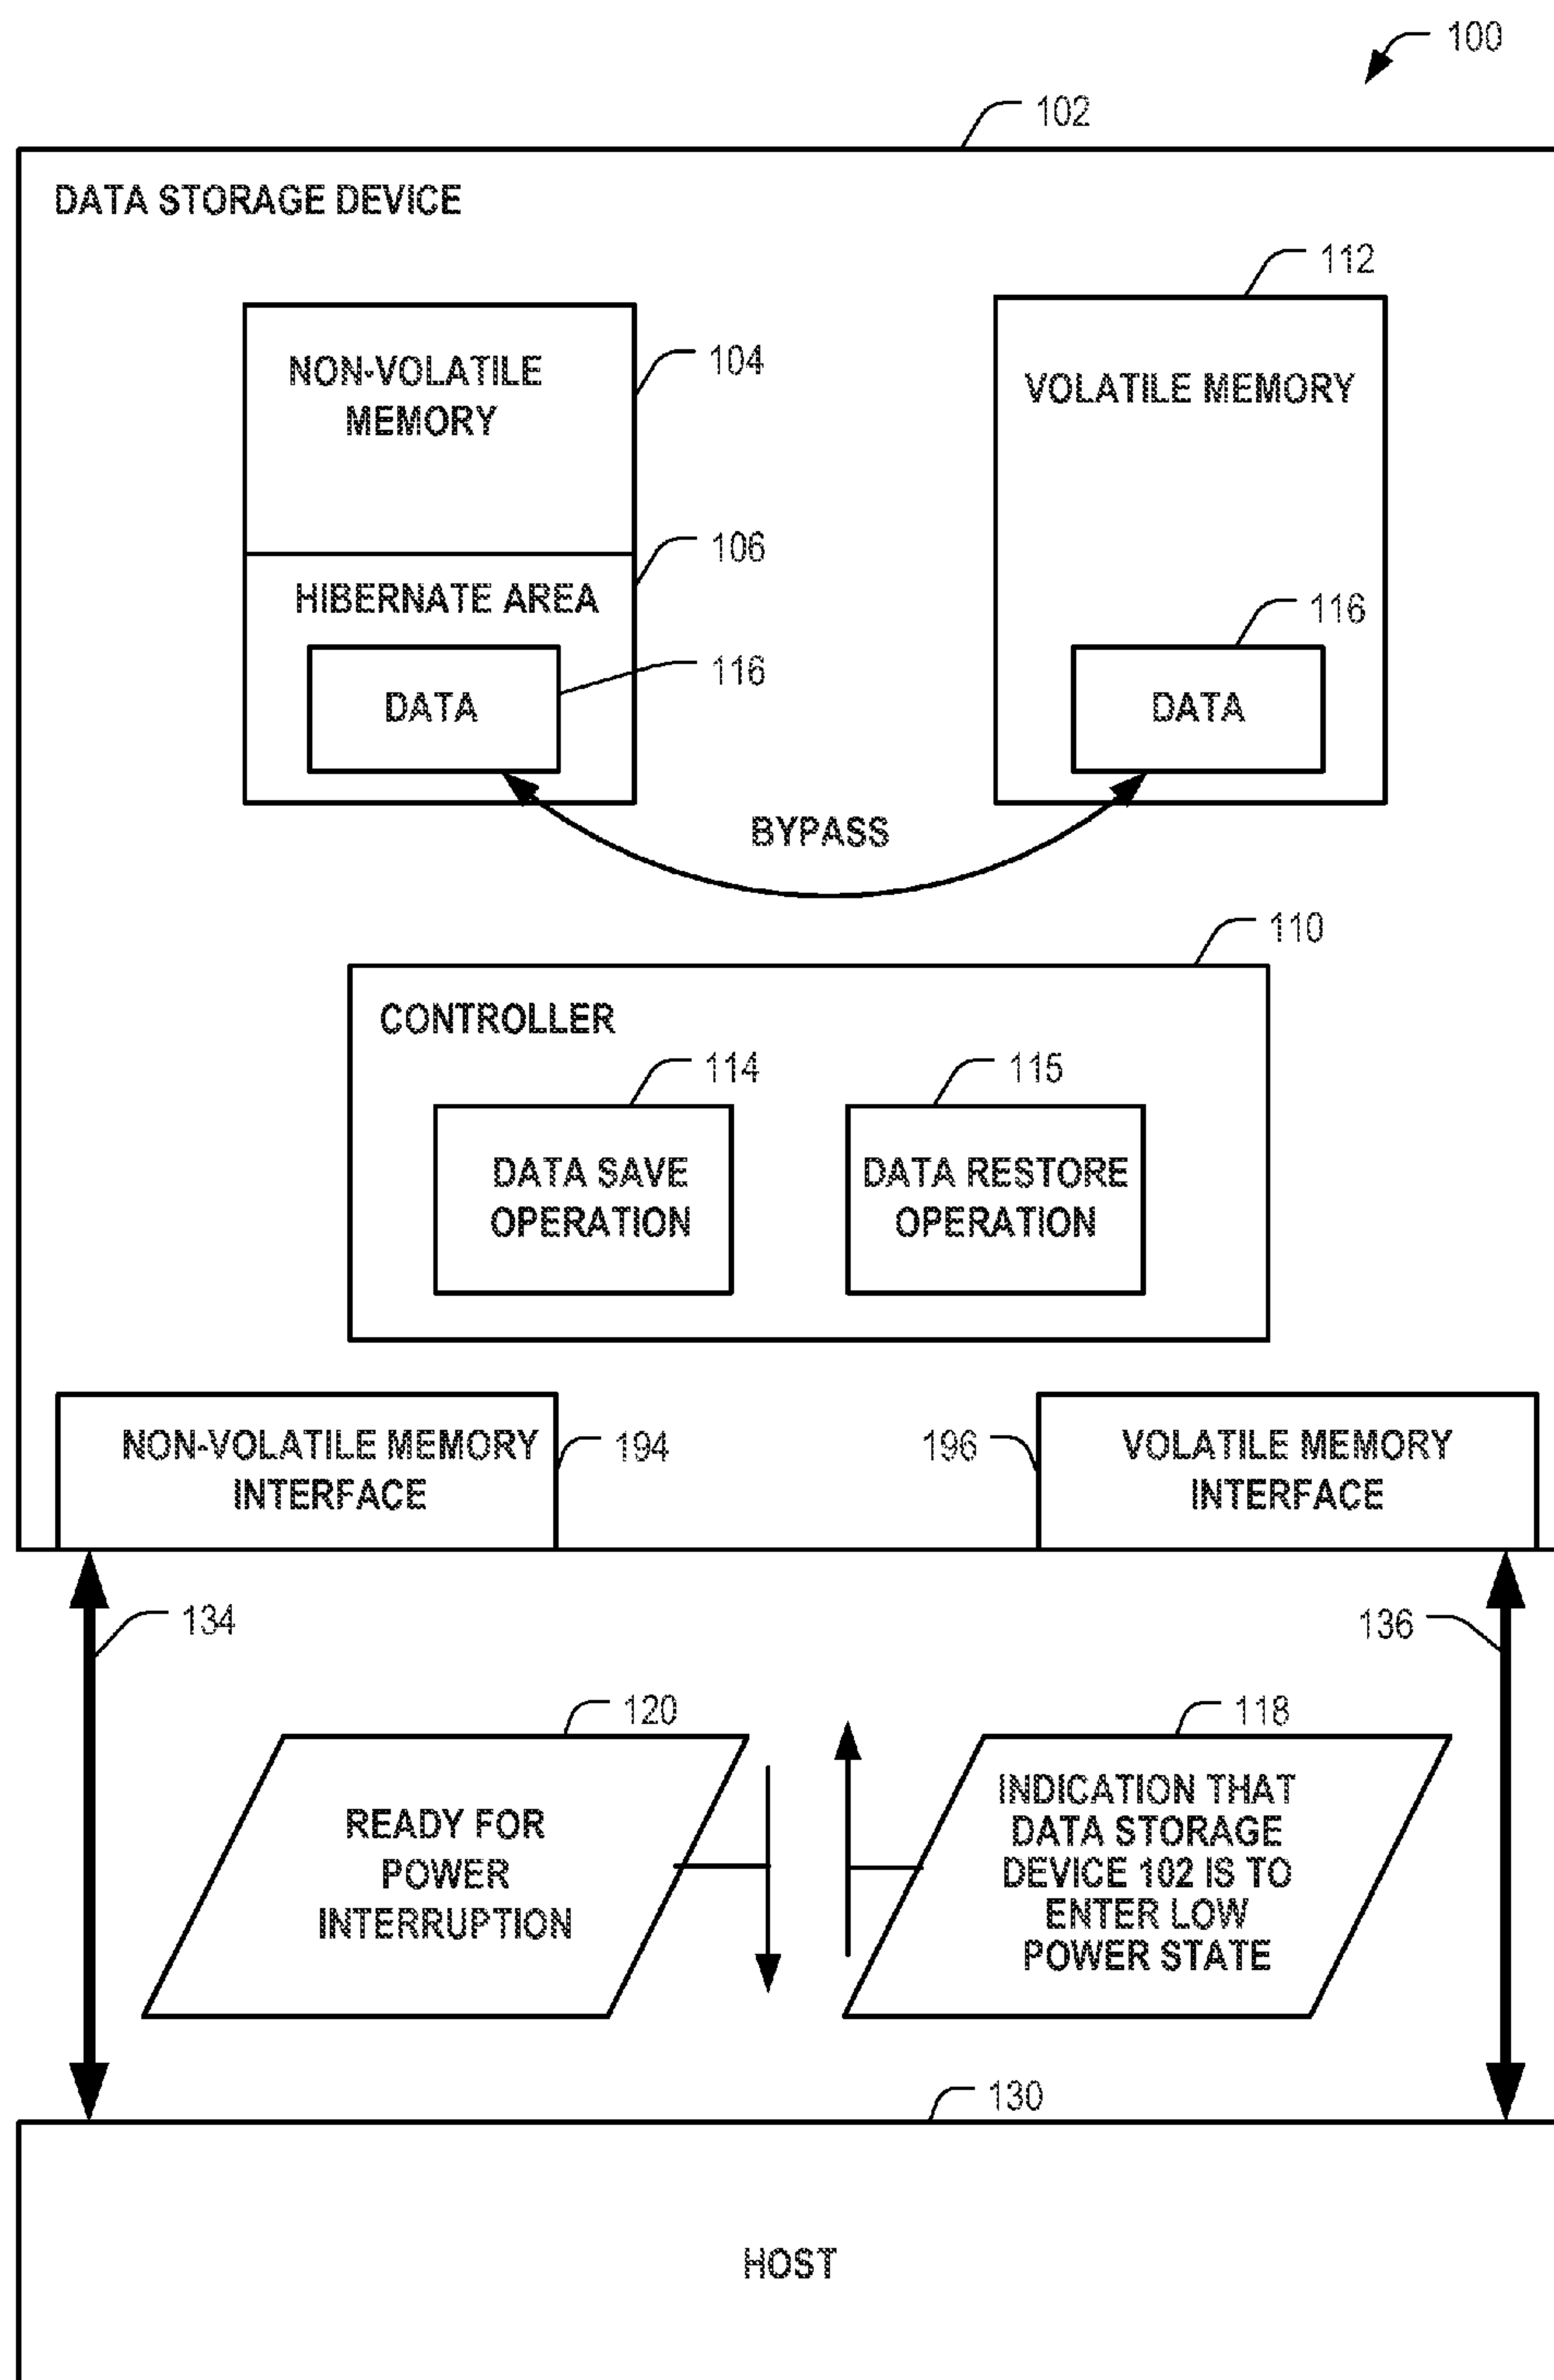 100
102
DATA STORAGE DEVICE
112
NON-VOLATILE
MEMORY
104
VOLATILE MEMORY
106
HIBERNATE AREA
116
DATA
116
DATA
BYPASS
110
CONTROLLER
114
115
DATA SAVE
OPERATION
DATA RESTORE
OPERATION
NON-VOLATILE MEMORY
INTERFACE
194
196
VOLATILE MEMORY
INTERFACE
134
136
120
118
READY FOR
POWER
INTERRUPTION
INDICATION THAT
DATA STORAGE
DEVICE 102 IS TO
ENTER LOW
POWER STATE
130
HOST